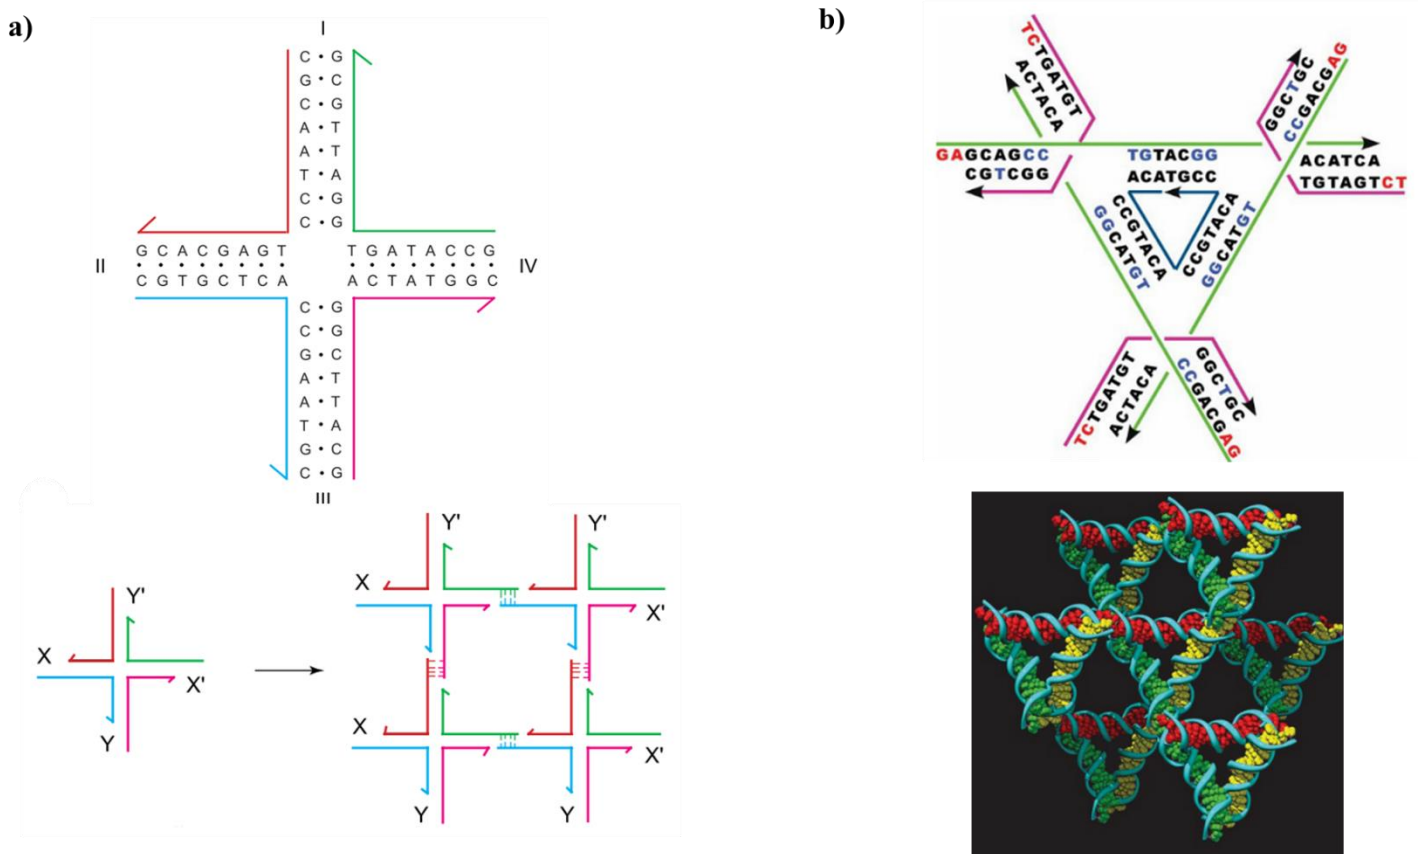 a)
I
C • G
G • C
C • G
A • T
A • T
T • A
C • G
C • G
G C A C G A G T
T G A T A C C G
II
IV
C G T G C T C A
A C T A T G G C
C • G
C • G
G • C
A • T
A • T
T • A
G • C
C • G
III
Y'
X
X'
Y
Y'
Y'
X
X'
X
X'
Y
Y
b)
TCTGATGT
ACTACA
GGCTGC
CCGACGAG
GAGCAGCC
CGTCGG
TGTACGG
ACATGCC
ACATCA
TGTAGTCT
CCGTACA
GGCATGT
CCGTACA
GGCATGT
TCTGATGT
ACTACA
GGCTGC
CCGACGAG